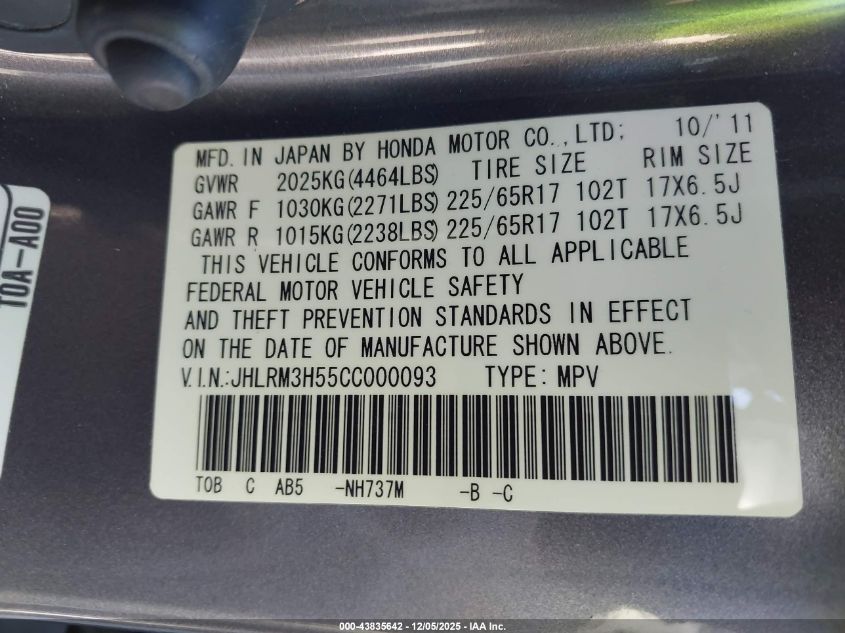 MFD. IN JAPAN BY HONDA MOTOR CO., LTD; 10/'11
GVWR 2025KG(4464LBS) TIRE SIZE RIM SIZE
GAWR F 1030KG(2271LBS) 225/65R17 102T 17X6.5J
GAWR R 1015KG(2238LBS) 225/65R17 102T 17X6.5J
THIS VEHICLE CONFORMS TO ALL APPLICABLE
FEDERAL MOTOR VEHICLE SAFETY
AND THEFT PREVENTION STANDARDS IN EFFECT
ON THE DATE OF MANUFACTURE SHOWN ABOVE.
V.I.N.:JHLRM3H55CC000093 TYPE: MPV
TOB C AB5 -NH737M -B -C
TOA-A00
000-43835642 - 12/05/2025 - IAA Inc.